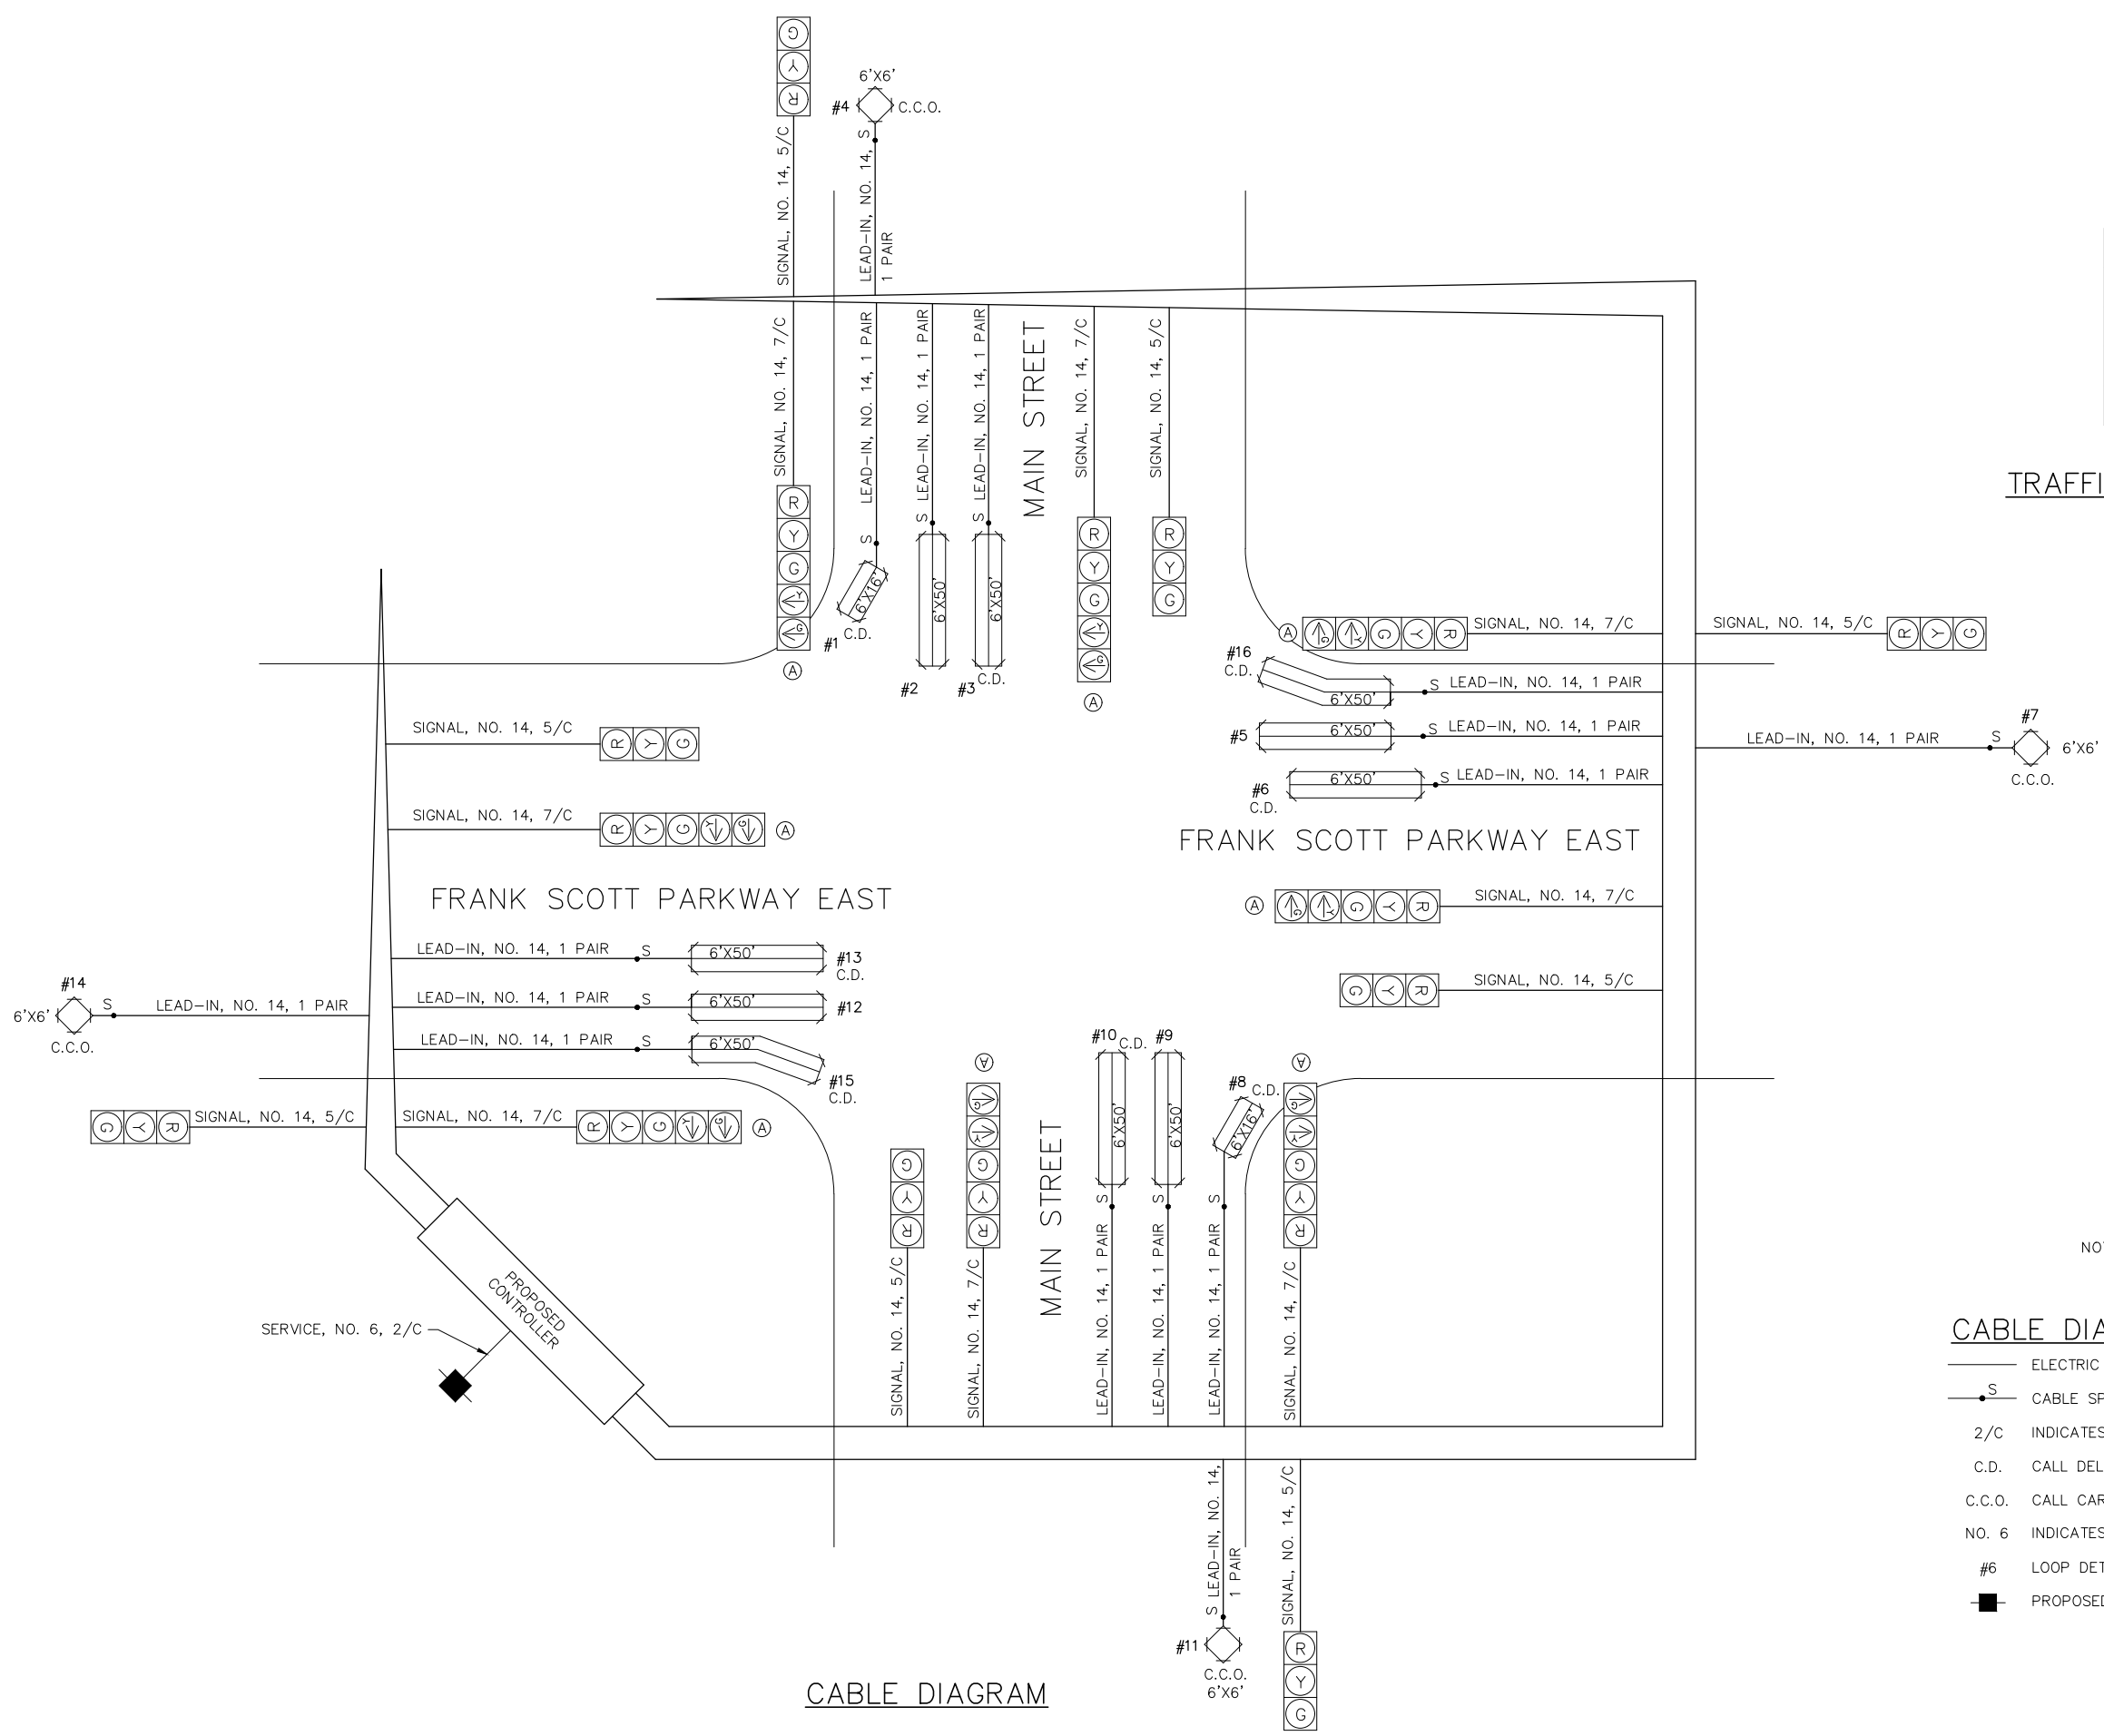 G
Y
R
SIGNAL, NO. 14, 5/C
6'X6'
#4
C.C.O.
S
LEAD-IN, NO. 14,
1 PAIR
SIGNAL, NO. 14, 7/C
R
Y
G
Y
G
A
LEAD-IN, NO. 14, 1 PAIR
S
6'X16'
#1
C.D.
LEAD-IN, NO. 14, 1 PAIR
S
6'X50'
#2
LEAD-IN, NO. 14, 1 PAIR
S
6'X50'
#3
C.D.
MAIN STREET
SIGNAL, NO. 14, 7/C
R
Y
G
Y
G
A
SIGNAL, NO. 14, 5/C
R
Y
G
TRAFFI
A
G
Y
G
Y
R
SIGNAL, NO. 14, 7/C
SIGNAL, NO. 14, 5/C
R
Y
G
#16
C.D.
6'X50'
S
LEAD-IN, NO. 14, 1 PAIR
#5
6'X50'
S
LEAD-IN, NO. 14, 1 PAIR
#6
C.D.
6'X50'
S
LEAD-IN, NO. 14, 1 PAIR
LEAD-IN, NO. 14, 1 PAIR
S
#7
6'X6'
C.C.O.
FRANK SCOTT PARKWAY EAST
SIGNAL, NO. 14, 5/C
R
Y
G
SIGNAL, NO. 14, 7/C
R
Y
G
Y
G
A
FRANK SCOTT PARKWAY EAST
A
G
Y
G
Y
R
SIGNAL, NO. 14, 7/C
G
Y
R
SIGNAL, NO. 14, 5/C
LEAD-IN, NO. 14, 1 PAIR
S
6'X50'
#13
C.D.
LEAD-IN, NO. 14, 1 PAIR
S
6'X50'
#12
LEAD-IN, NO. 14, 1 PAIR
S
6'X50'
#15
C.D.
#14
6'X6'
S
LEAD-IN, NO. 14, 1 PAIR
C.C.O.
G
Y
R
SIGNAL, NO. 14, 5/C
SIGNAL, NO. 14, 7/C
R
Y
G
Y
G
A
G
Y
R
SIGNAL, NO. 14, 5/C
A
G
Y
G
Y
R
SIGNAL, NO. 14, 7/C
MAIN STREET
#10
C.D.
6'X50'
S
LEAD-IN, NO. 14, 1 PAIR
#9
6'X50'
S
LEAD-IN, NO. 14, 1 PAIR
#8
C.D.
6'X16'
S
LEAD-IN, NO. 14, 1 PAIR
A
G
Y
G
Y
R
SIGNAL, NO. 14, 7/C
PROPOSED
CONTROLLER
SERVICE, NO. 6, 2/C
LEAD-IN, NO. 14,
1 PAIR
S
#11
C.C.O.
6'X6'
SIGNAL, NO. 14, 5/C
R
Y
G
CABLE DIAGRAM
NO
CABLE DIA
ELECTRIC
S
CABLE SP
2/C INDICATES
C.D. CALL DEL
C.C.O. CALL CAR
NO. 6 INDICATES
#6 LOOP DET
PROPOSED